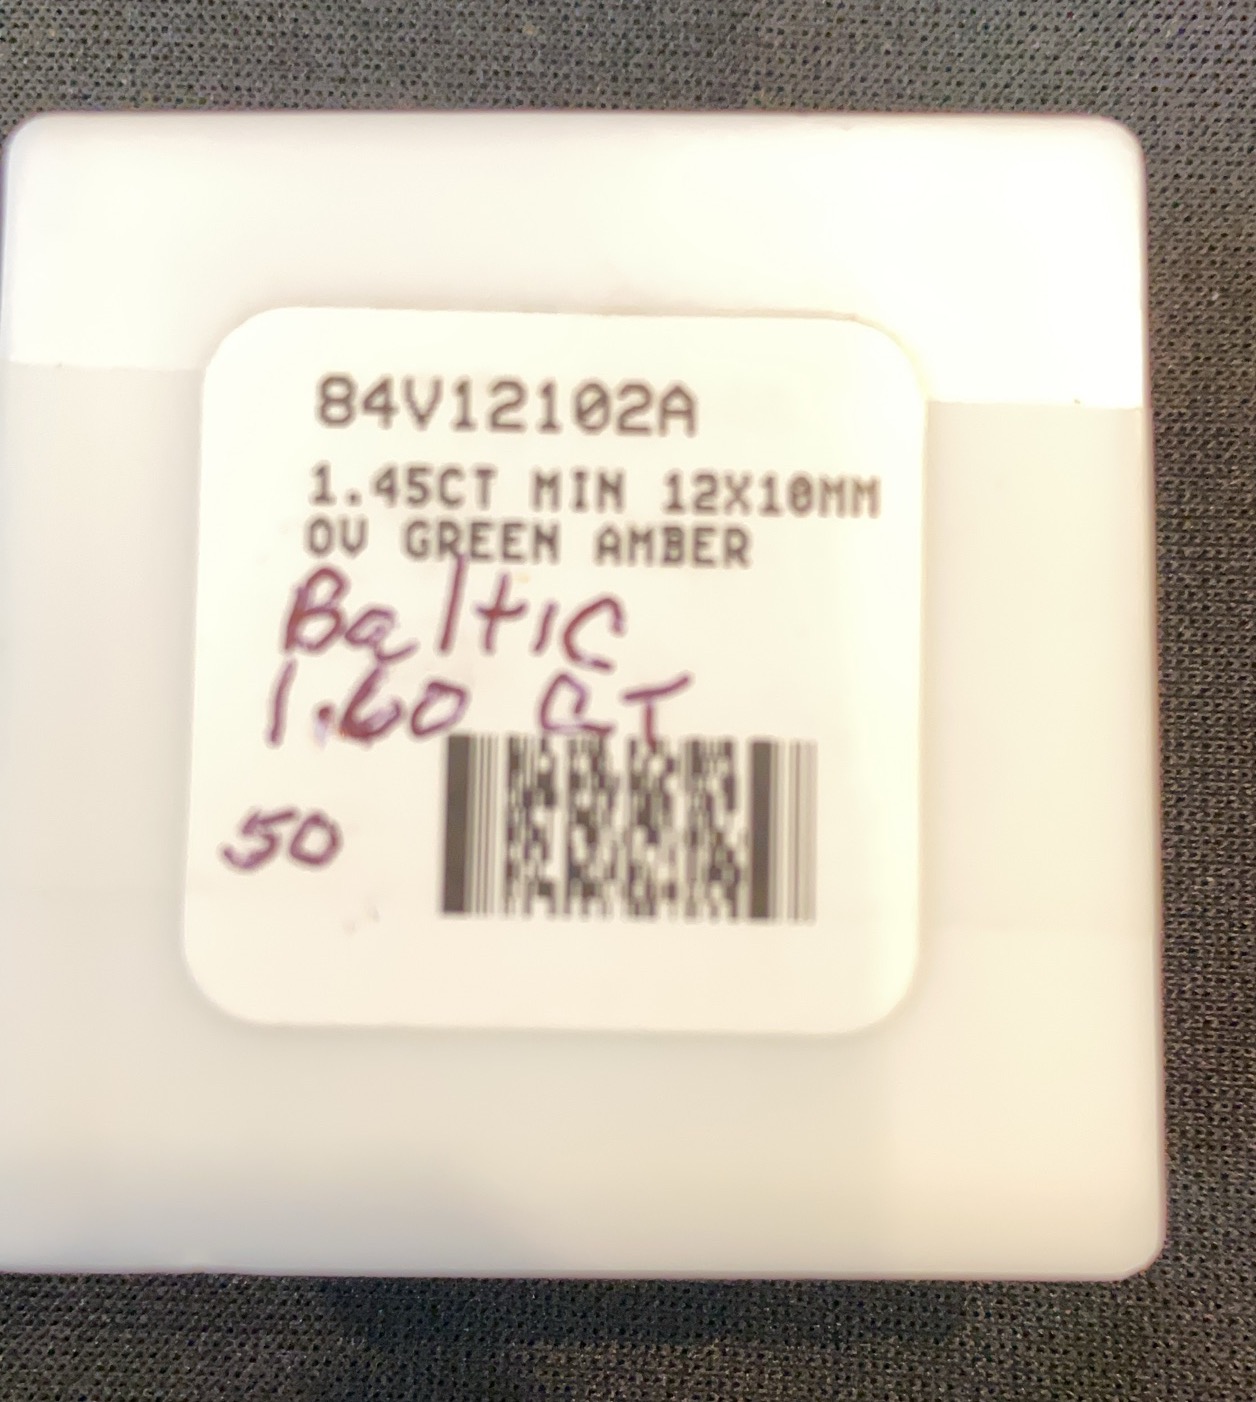 84V12102A
1.45CT MIN 12X10MM
OV GREEN AMBER
Baltic
1.60 CT
50